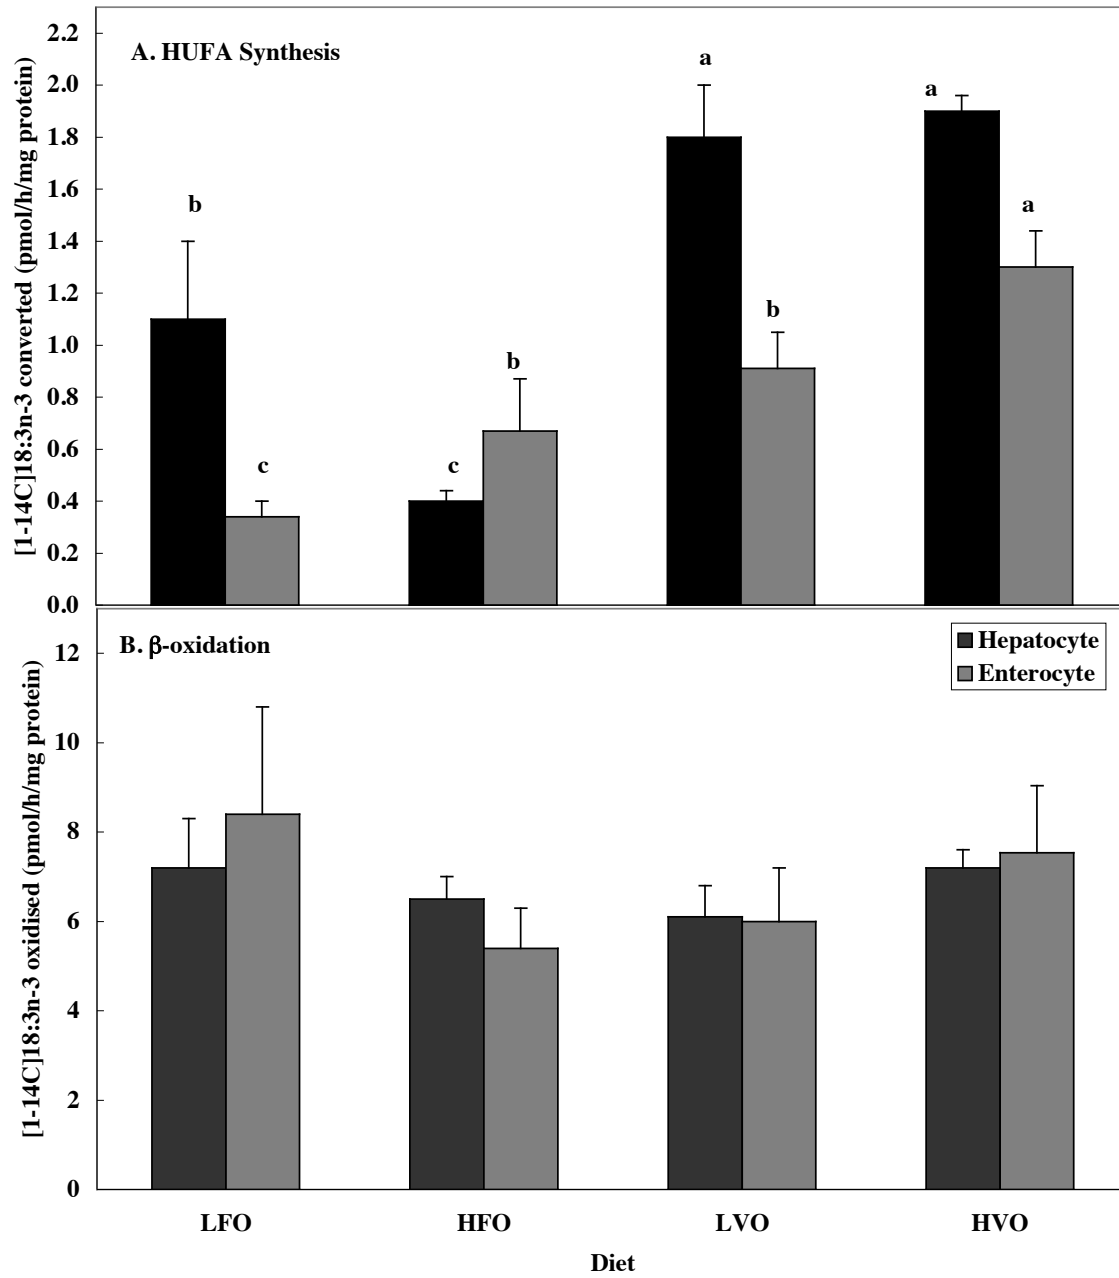 A. HUFA Synthesis
[1-14C]18:3n-3 converted (pmol/h/mg protein)
2.2
2.0
1.8
1.6
1.4
1.2
1.0
0.8
0.6
0.4
0.2
0.0
b
c
c
b
a
b
a
a
B. β-oxidation
[1-14C]18:3n-3 oxidised (pmol/h/mg protein)
12
10
8
6
4
2
0
Hepatocyte
Enterocyte
LFO HFO LVO HVO
Diet